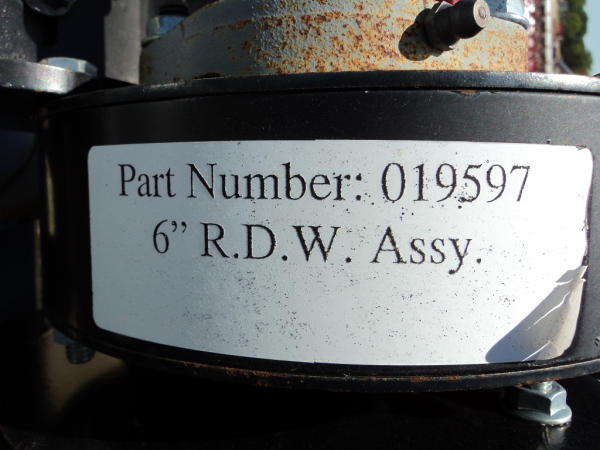 Part Number: 019597
6” R.D.W. Assy.